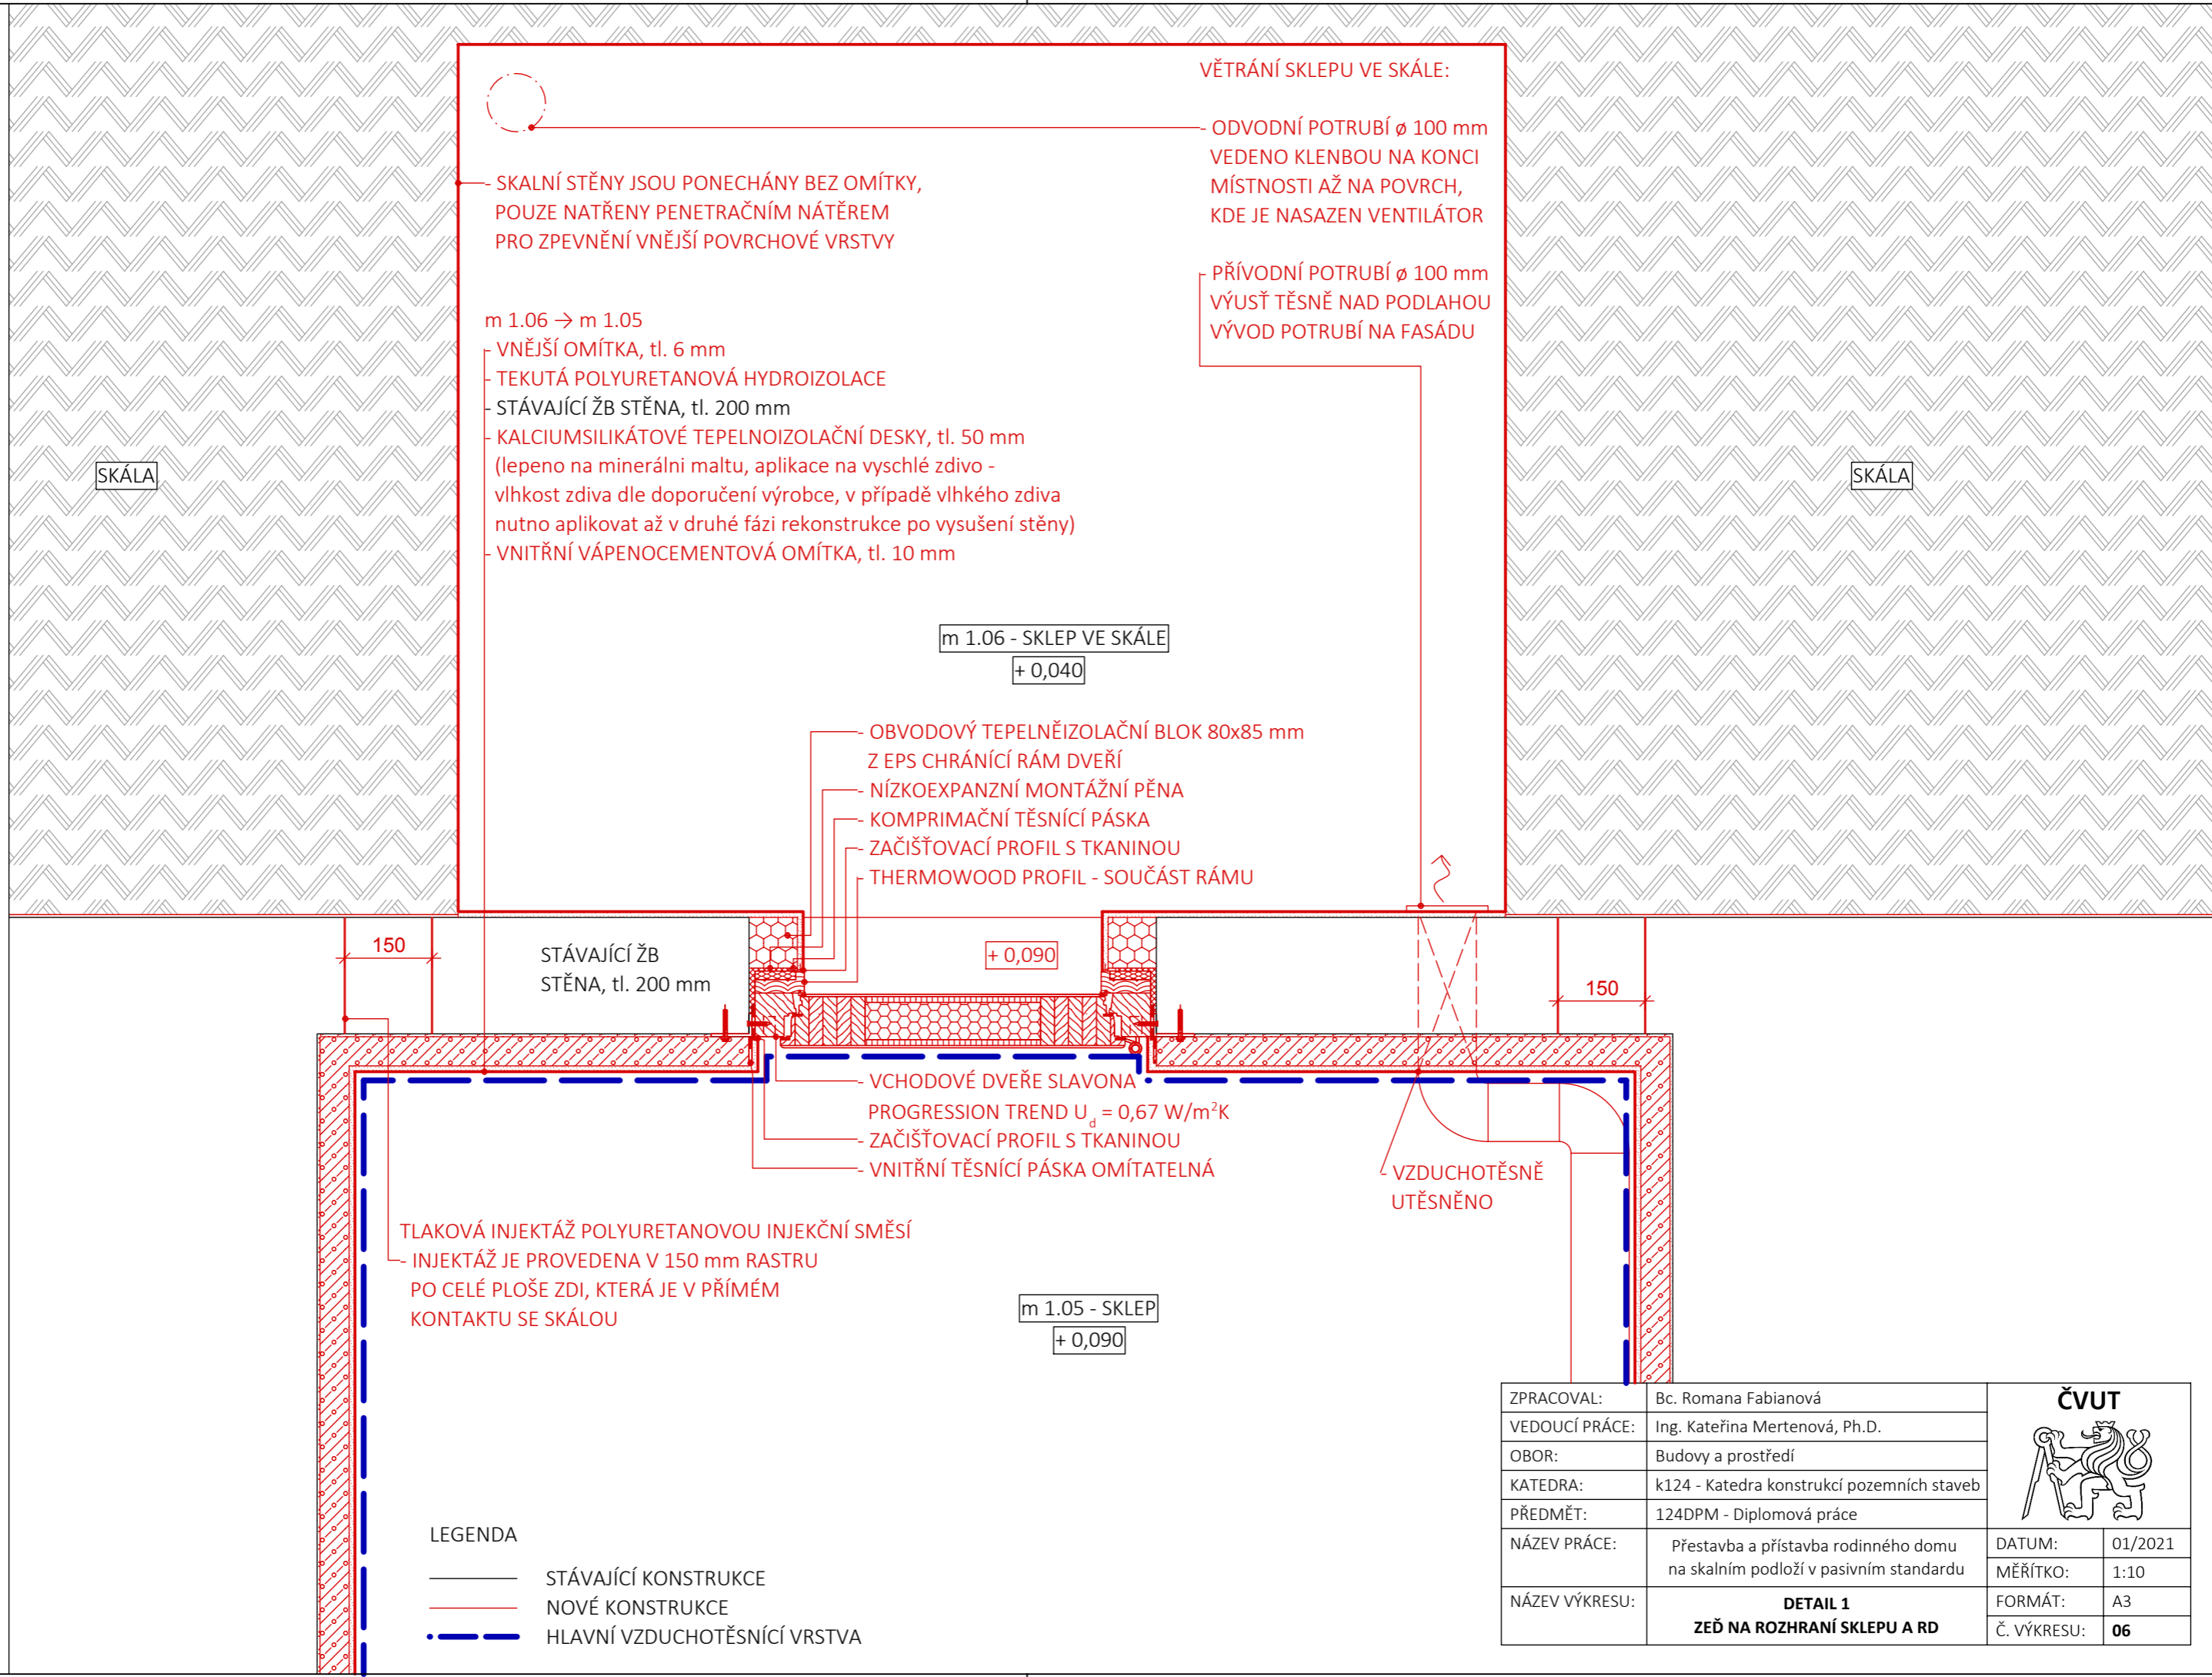 VĚTRÁNÍ SKLEPU VE SKÁLE:
- ODVODNÍ POTRUBÍ ø 100 mm
VEDENO KLENBOU NA KONCI
MÍSTNOSTI AŽ NA POVRCH,
KDE JE NASAZEN VENTILÁTOR
- PŘÍVODNÍ POTRUBÍ ø 100 mm
VÝUSŤ TĚSNĚ NAD PODLAHOU
VÝVOD POTRUBÍ NA FASÁDU
- SKALNÍ STĚNY JSOU PONECHÁNY BEZ OMÍTKY,
POUZE NATŘENY PENETRAČNÍM NÁTĚREM
PRO ZPEVNĚNÍ VNĚJŠÍ POVRCHOVÉ VRSTVY
m 1.06 → m 1.05
- VNĚJŠÍ OMÍTKA, tl. 6 mm
- TEKUTÁ POLYURETANOVÁ HYDROIZOLACE
- STÁVAJÍCÍ ŽB STĚNA, tl. 200 mm
- KALCIUMSILIKÁTOVÉ TEPELNOIZOLAČNÍ DESKY, tl. 50 mm
(lepeno na minerálni maltu, aplikace na vyschlé zdivo -
vlhkost zdiva dle doporučení výrobce, v případě vlhkého zdiva
nutno aplikovat až v druhé fázi rekonstrukce po vysušení stěny)
- VNITŘNÍ VÁPENOCEMENTOVÁ OMÍTKA, tl. 10 mm
SKÁLA
SKÁLA
m 1.06 - SKLEP VE SKÁLE
+ 0,040
- OBVODOVÝ TEPELNĚIZOLAČNÍ BLOK 80x85 mm
Z EPS CHRÁNÍCÍ RÁM DVEŘÍ
- NÍZKOEXPANZNÍ MONTÁŽNÍ PĚNA
- KOMPRIMAČNÍ TĚSNÍCÍ PÁSKA
- ZAČIŠŤOVACÍ PROFIL S TKANINOU
- THERMOWOOD PROFIL - SOUČÁST RÁMU
150
STÁVAJÍCÍ ŽB
STĚNA, tl. 200 mm
+ 0,090
150
- VCHODOVÉ DVEŘE SLAVONA
PROGRESSION TREND Ud = 0,67 W/m²K
- ZAČIŠŤOVACÍ PROFIL S TKANINOU
- VNITŘNÍ TĚSNÍCÍ PÁSKA OMÍTATELNÁ
- VZDUCHOTĚSNĚ
UTĚSNĚNO
TLAKOVÁ INJEKTÁŽ POLYURETANOVOU INJEKČNÍ SMĚSÍ
- INJEKTÁŽ JE PROVEDENA V 150 mm RASTRU
PO CELÉ PLOŠE ZDI, KTERÁ JE V PŘÍMÉM
KONTAKTU SE SKÁLOU
m 1.05 - SKLEP
+ 0,090
LEGENDA
STÁVAJÍCÍ KONSTRUKCE
NOVÉ KONSTRUKCE
HLAVNÍ VZDUCHOTĚSNÍCÍ VRSTVA
ZPRACOVAL: Bc. Romana Fabianová
VEDOUCÍ PRÁCE: Ing. Kateřina Mertenová, Ph.D.
OBOR: Budovy a prostředí
KATEDRA: k124 - Katedra konstrukcí pozemních staveb
PŘEDMĚT: 124DPM - Diplomová práce
NÁZEV PRÁCE: Přestavba a přístavba rodinného domu
na skalním podloží v pasivním standardu
NÁZEV VÝKRESU: DETAIL 1
ZEĎ NA ROZHRANÍ SKLEPU A RD
ČVUT
DATUM: 01/2021
MĚŘÍTKO: 1:10
FORMÁT: A3
Č. VÝKRESU: 06